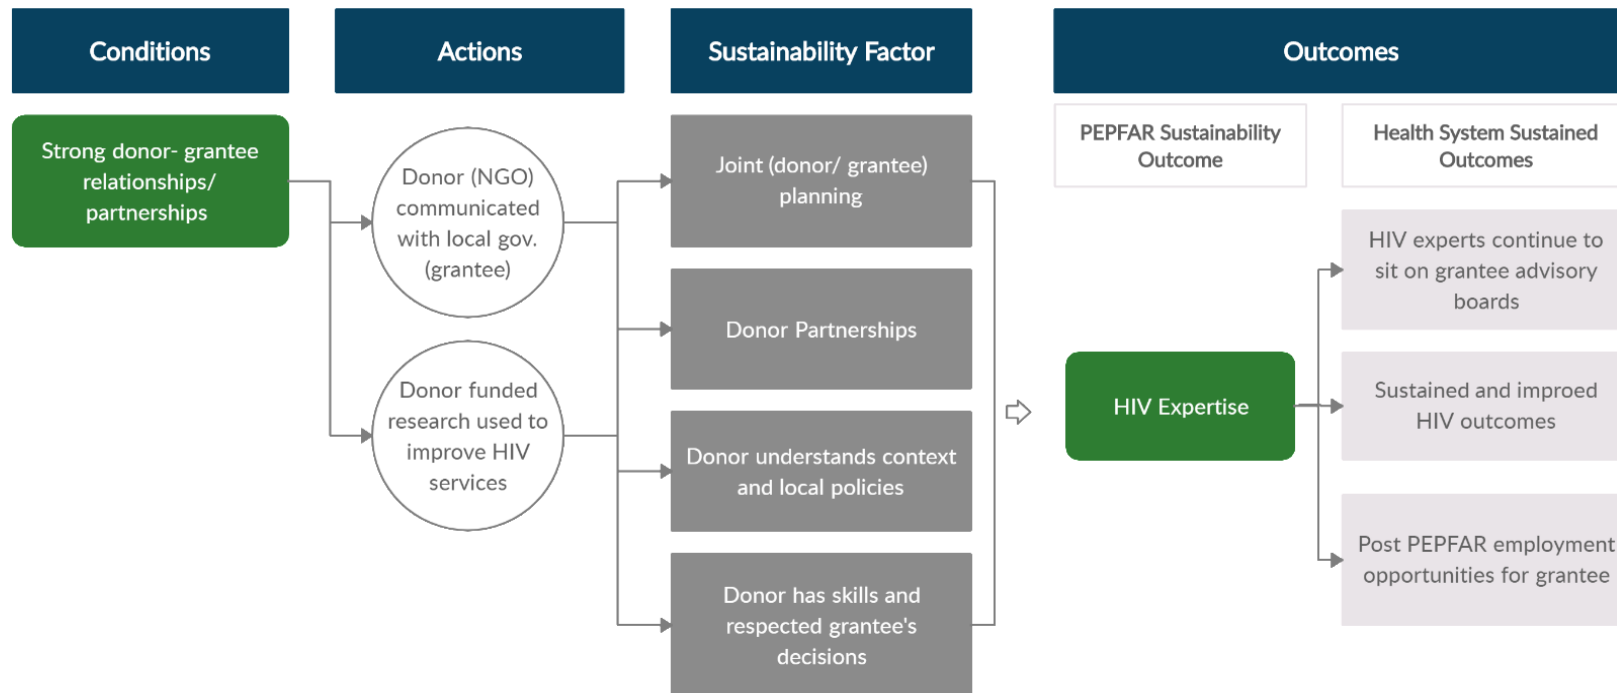 Conditions
Actions
Sustainability Factor
Outcomes
PEPFAR Sustainability
Outcome
Health System Sustained
Outcomes
Strong donor- grantee
relationships/
partnerships
Donor (NGO)
communicated
with local gov.
(grantee)
Donor funded
research used to
improve HIV
services
Joint (donor/ grantee)
planning
Donor Partnerships
Donor understands context
and local policies
Donor has skills and
respected grantee's
decisions
HIV Expertise
HIV experts continue to
sit on grantee advisory
boards
Sustained and improed
HIV outcomes
Post PEPFAR employment
opportunities for grantee